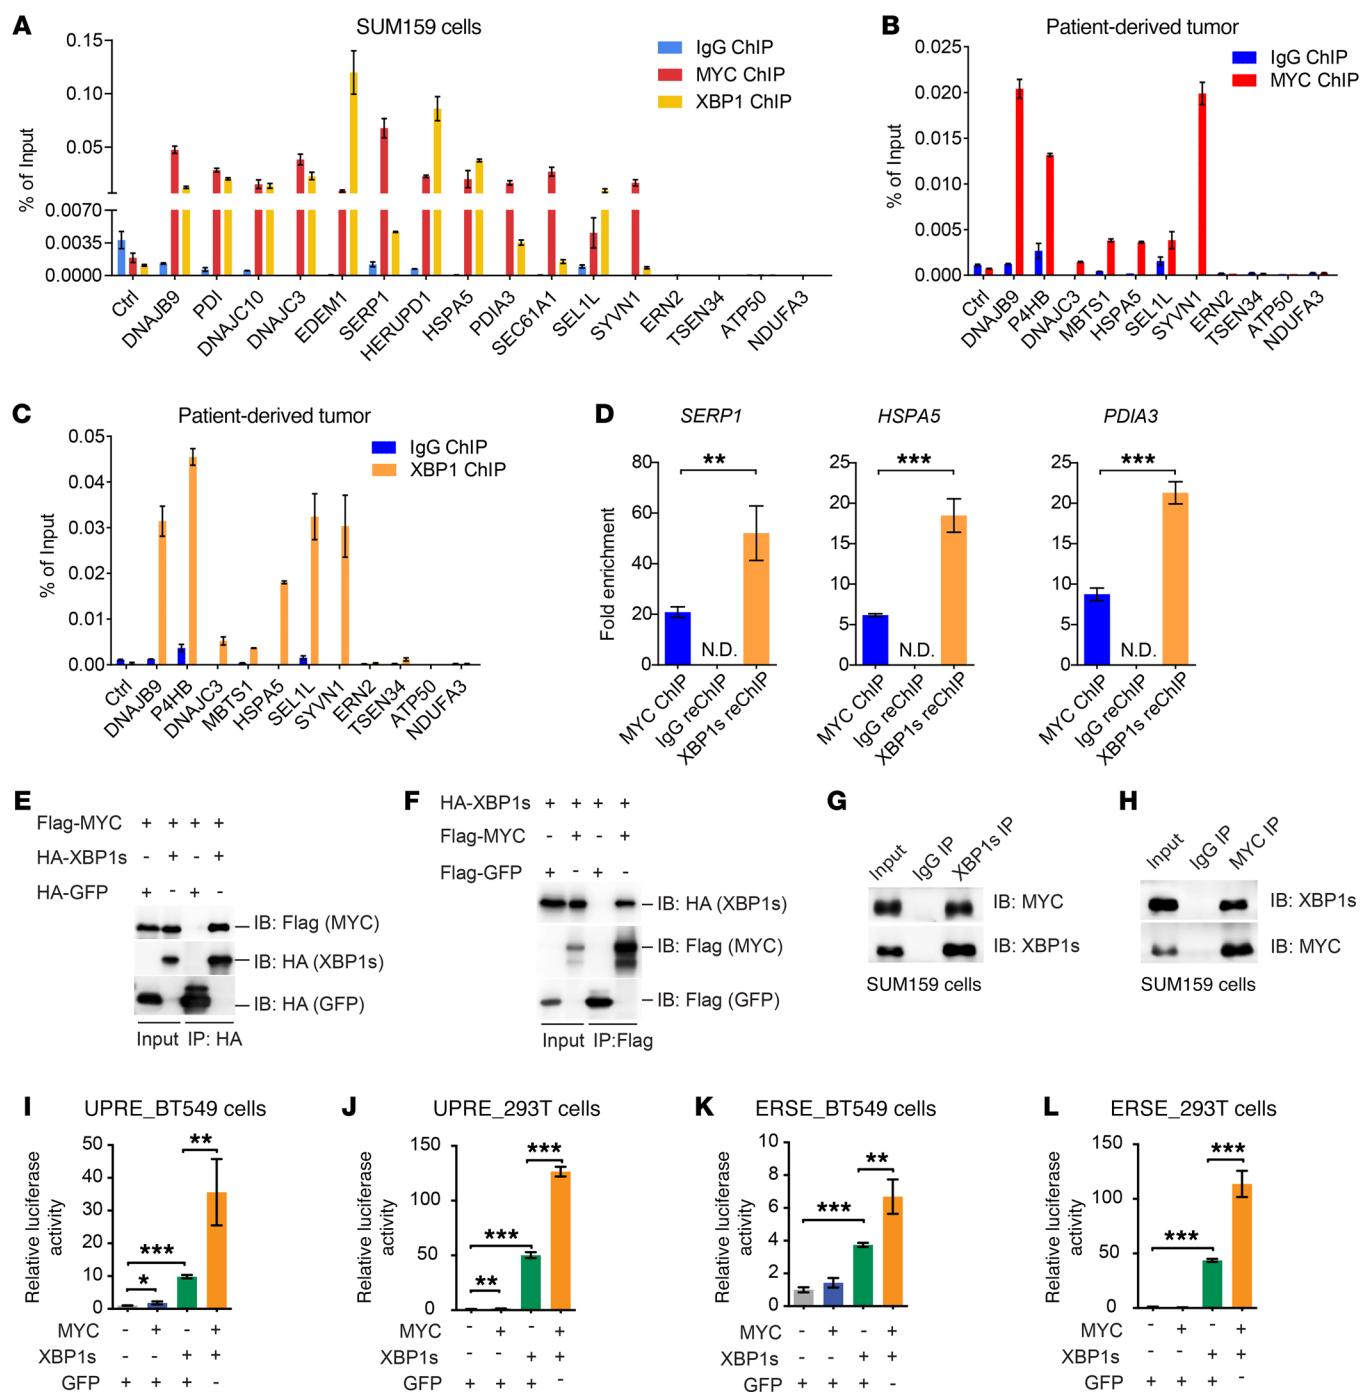 A
SUM159 cells
% of Input
0.15
0.10
0.05
0.0070
0.0035
0.0000
IgG ChIP
MYC ChIP
XBP1 ChIP
Ctrl
DNAJB9
PDI
DNAJC10
DNAJC3
EDEM1
SERP1
HERUPD1
HSPA5
PDIA3
SEC61A1
SEL1L
SYVN1
ERN2
TSEN34
ATP50
NDUFA3
B
Patient-derived tumor
% of Input
0.025
0.020
0.015
0.010
0.005
0.000
IgG ChIP
MYC ChIP
Ctrl
DNAJB9
P4HB
DNAJC3
MBTS1
HSPA5
SEL1L
SYVN1
ERN2
TSEN34
ATP50
NDUFA3
C
Patient-derived tumor
% of Input
0.05
0.04
0.03
0.02
0.01
0.00
IgG ChIP
XBP1 ChIP
Ctrl
DNAJB9
P4HB
DNAJC3
MBTS1
HSPA5
SEL1L
SYVN1
ERN2
TSEN34
ATP50
NDUFA3
D
SERP1
Fold enrichment
80
60
40
20
0
**
N.D.
MYC ChIP
IgG reChIP
XBP1s reChIP
HSPA5
25
20
15
10
5
0
***
N.D.
MYC ChIP
IgG reChIP
XBP1s reChIP
PDIA3
25
20
15
10
5
0
***
N.D.
MYC ChIP
IgG reChIP
XBP1s reChIP
E
Flag-MYC + + + +
HA-XBP1s - + - +
HA-GFP + - + -
IB: Flag (MYC)
IB: HA (XBP1s)
IB: HA (GFP)
Input IP: HA
F
HA-XBP1s + + + +
Flag-MYC - + - +
Flag-GFP + - + -
IB: HA (XBP1s)
IB: Flag (MYC)
IB: Flag (GFP)
Input IP:Flag
G
Input
IgG IP
XBP1s IP
IB: MYC
IB: XBP1s
SUM159 cells
H
Input
IgG IP
MYC IP
IB: XBP1s
IB: MYC
SUM159 cells
I
UPRE_BT549 cells
Relative luciferase
activity
50
40
30
20
10
0
**
***
*
MYC - + - +
XBP1s - - + +
GFP + + + -
J
UPRE_293T cells
Relative luciferase
activity
150
100
50
0
***
***
**
MYC - + - +
XBP1s - - + +
GFP + + + -
K
ERSE_BT549 cells
Relative luciferase
activity
10
8
6
4
2
0
**
***
MYC - + - +
XBP1s - - + +
GFP + + + -
L
ERSE_293T cells
Relative luciferase
activity
150
100
50
0
***
***
MYC - + - +
XBP1s - - + +
GFP + + + -